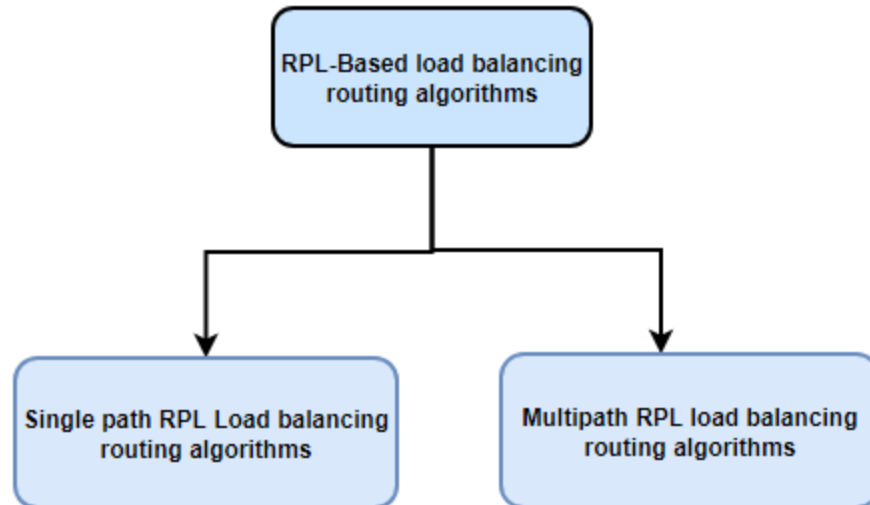 RPL-Based load balancing
routing algorithms
Single path RPL Load balancing
routing algorithms
Multipath RPL load balancing
routing algorithms